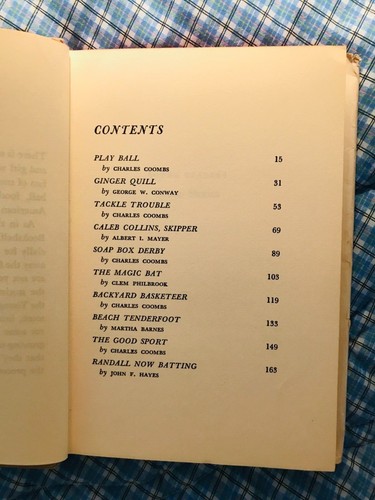 CONTENTS
PLAY BALL 15
by CHARLES COOMBS
GINGER QUILL 31
by GEORGE W. CONWAY
TACKLE TROUBLE 53
by CHARLES COOMBS
CALEB COLLINS, SKIPPER 69
by ALBERT I. MAYER
SOAP BOX DERBY 89
by CHARLES COOMBS
THE MAGIC BAT 103
by CLEM PHILBROOK
BACKYARD BASKETEER 119
by CHARLES COOMBS
BEACH TENDERFOOT 133
by MARTHA BARNES
THE GOOD SPORT 149
by CHARLES COOMBS
RANDALL NOW BATTING 163
by JOHN F. HAYES